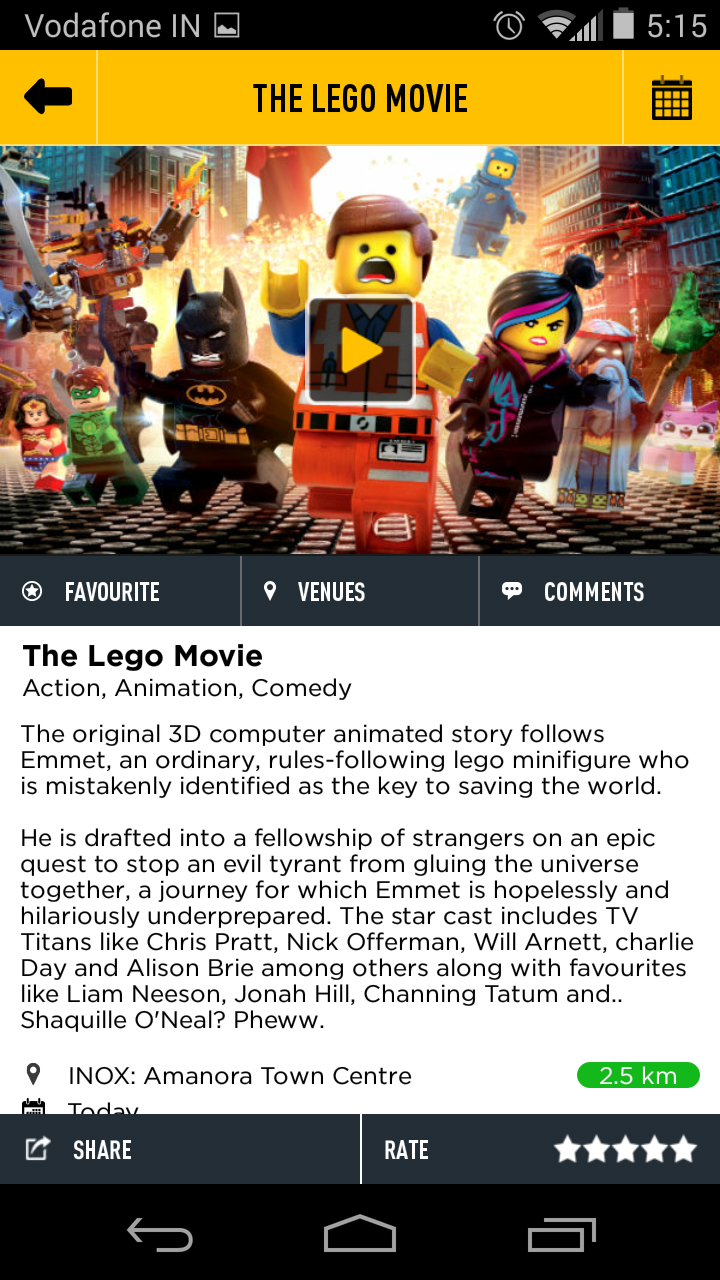 Vodafone IN 5:15
THE LEGO MOVIE
FAVOURITE VENUES COMMENTS
The Lego Movie
Action, Animation, Comedy
The original 3D computer animated story follows
Emmet, an ordinary, rules-following lego minifigure who
is mistakenly identified as the key to saving the world.
He is drafted into a fellowship of strangers on an epic
quest to stop an evil tyrant from gluing the universe
together, a journey for which Emmet is hopelessly and
hilariously underprepared. The star cast includes TV
Titans like Chris Pratt, Nick Offerman, Will Arnett, charlie
Day and Alison Brie among others along with favourites
like Liam Neeson, Jonah Hill, Channing Tatum and..
Shaquille O'Neal? Pheww.
INOX: Amanora Town Centre 2.5 km
Today
SHARE RATE